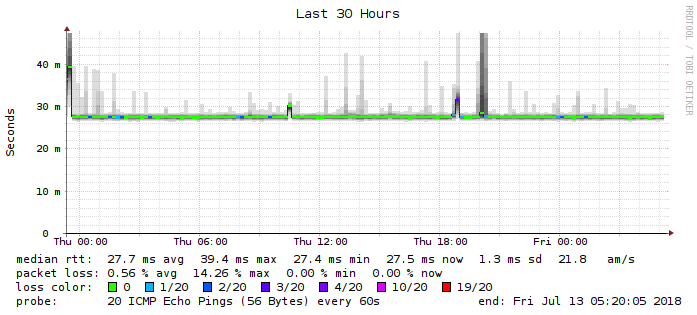 Last 30 Hours
RRDTOOL / TOBI OETIKER
Seconds
40 m
30 m
20 m
10 m
0
Thu 00:00 Thu 06:00 Thu 12:00 Thu 18:00 Fri 00:00
median rtt: 27.7 ms avg 39.4 ms max 27.4 ms min 27.5 ms now 1.3 ms sd 21.8 am/s
packet loss: 0.56 % avg 14.26 % max 0.00 % min 0.00 % now
loss color: 0 1/20 2/20 3/20 4/20 10/20 19/20
probe: 20 ICMP Echo Pings (56 Bytes) every 60s end: Fri Jul 13 05:20:05 2018